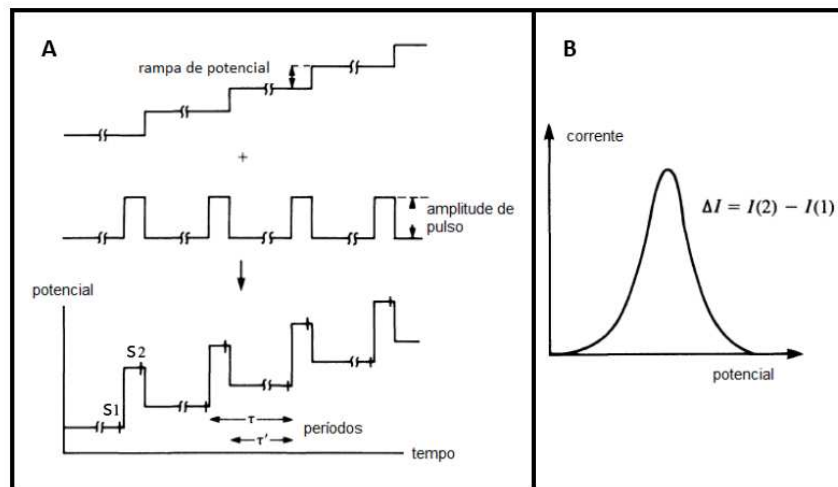 A
rampa de potencial
+
amplitude de
pulso
potencial
S1
S2
τ
períodos
τ'
tempo
B
corrente
ΔI = I(2) − I(1)
potencial